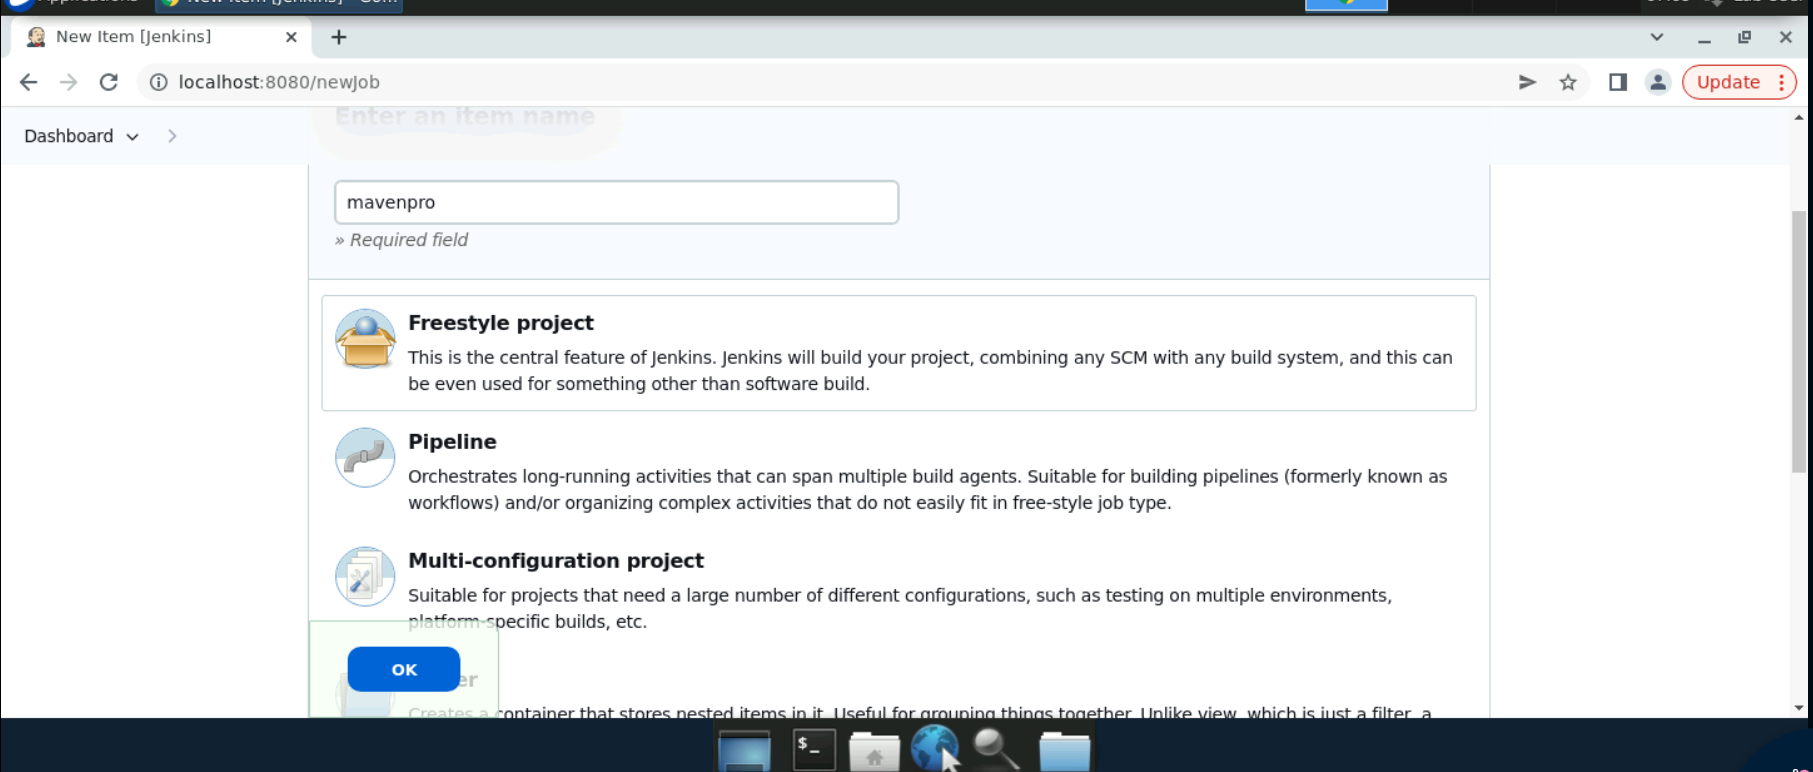 Applications New Item [Jenkins] - Goo
New Item [Jenkins]
localhost:8080/newJob
Update
Enter an item name
Dashboard
mavenpro
» Required field
Freestyle project
This is the central feature of Jenkins. Jenkins will build your project, combining any SCM with any build system, and this can
be even used for something other than software build.
Pipeline
Orchestrates long-running activities that can span multiple build agents. Suitable for building pipelines (formerly known as
workflows) and/or organizing complex activities that do not easily fit in free-style job type.
Multi-configuration project
Suitable for projects that need a large number of different configurations, such as testing on multiple environments,
platform-specific builds, etc.
OK
er
Creates a container that stores nested items in it. Useful for grouping things together. Unlike view, which is just a filter, a
$_